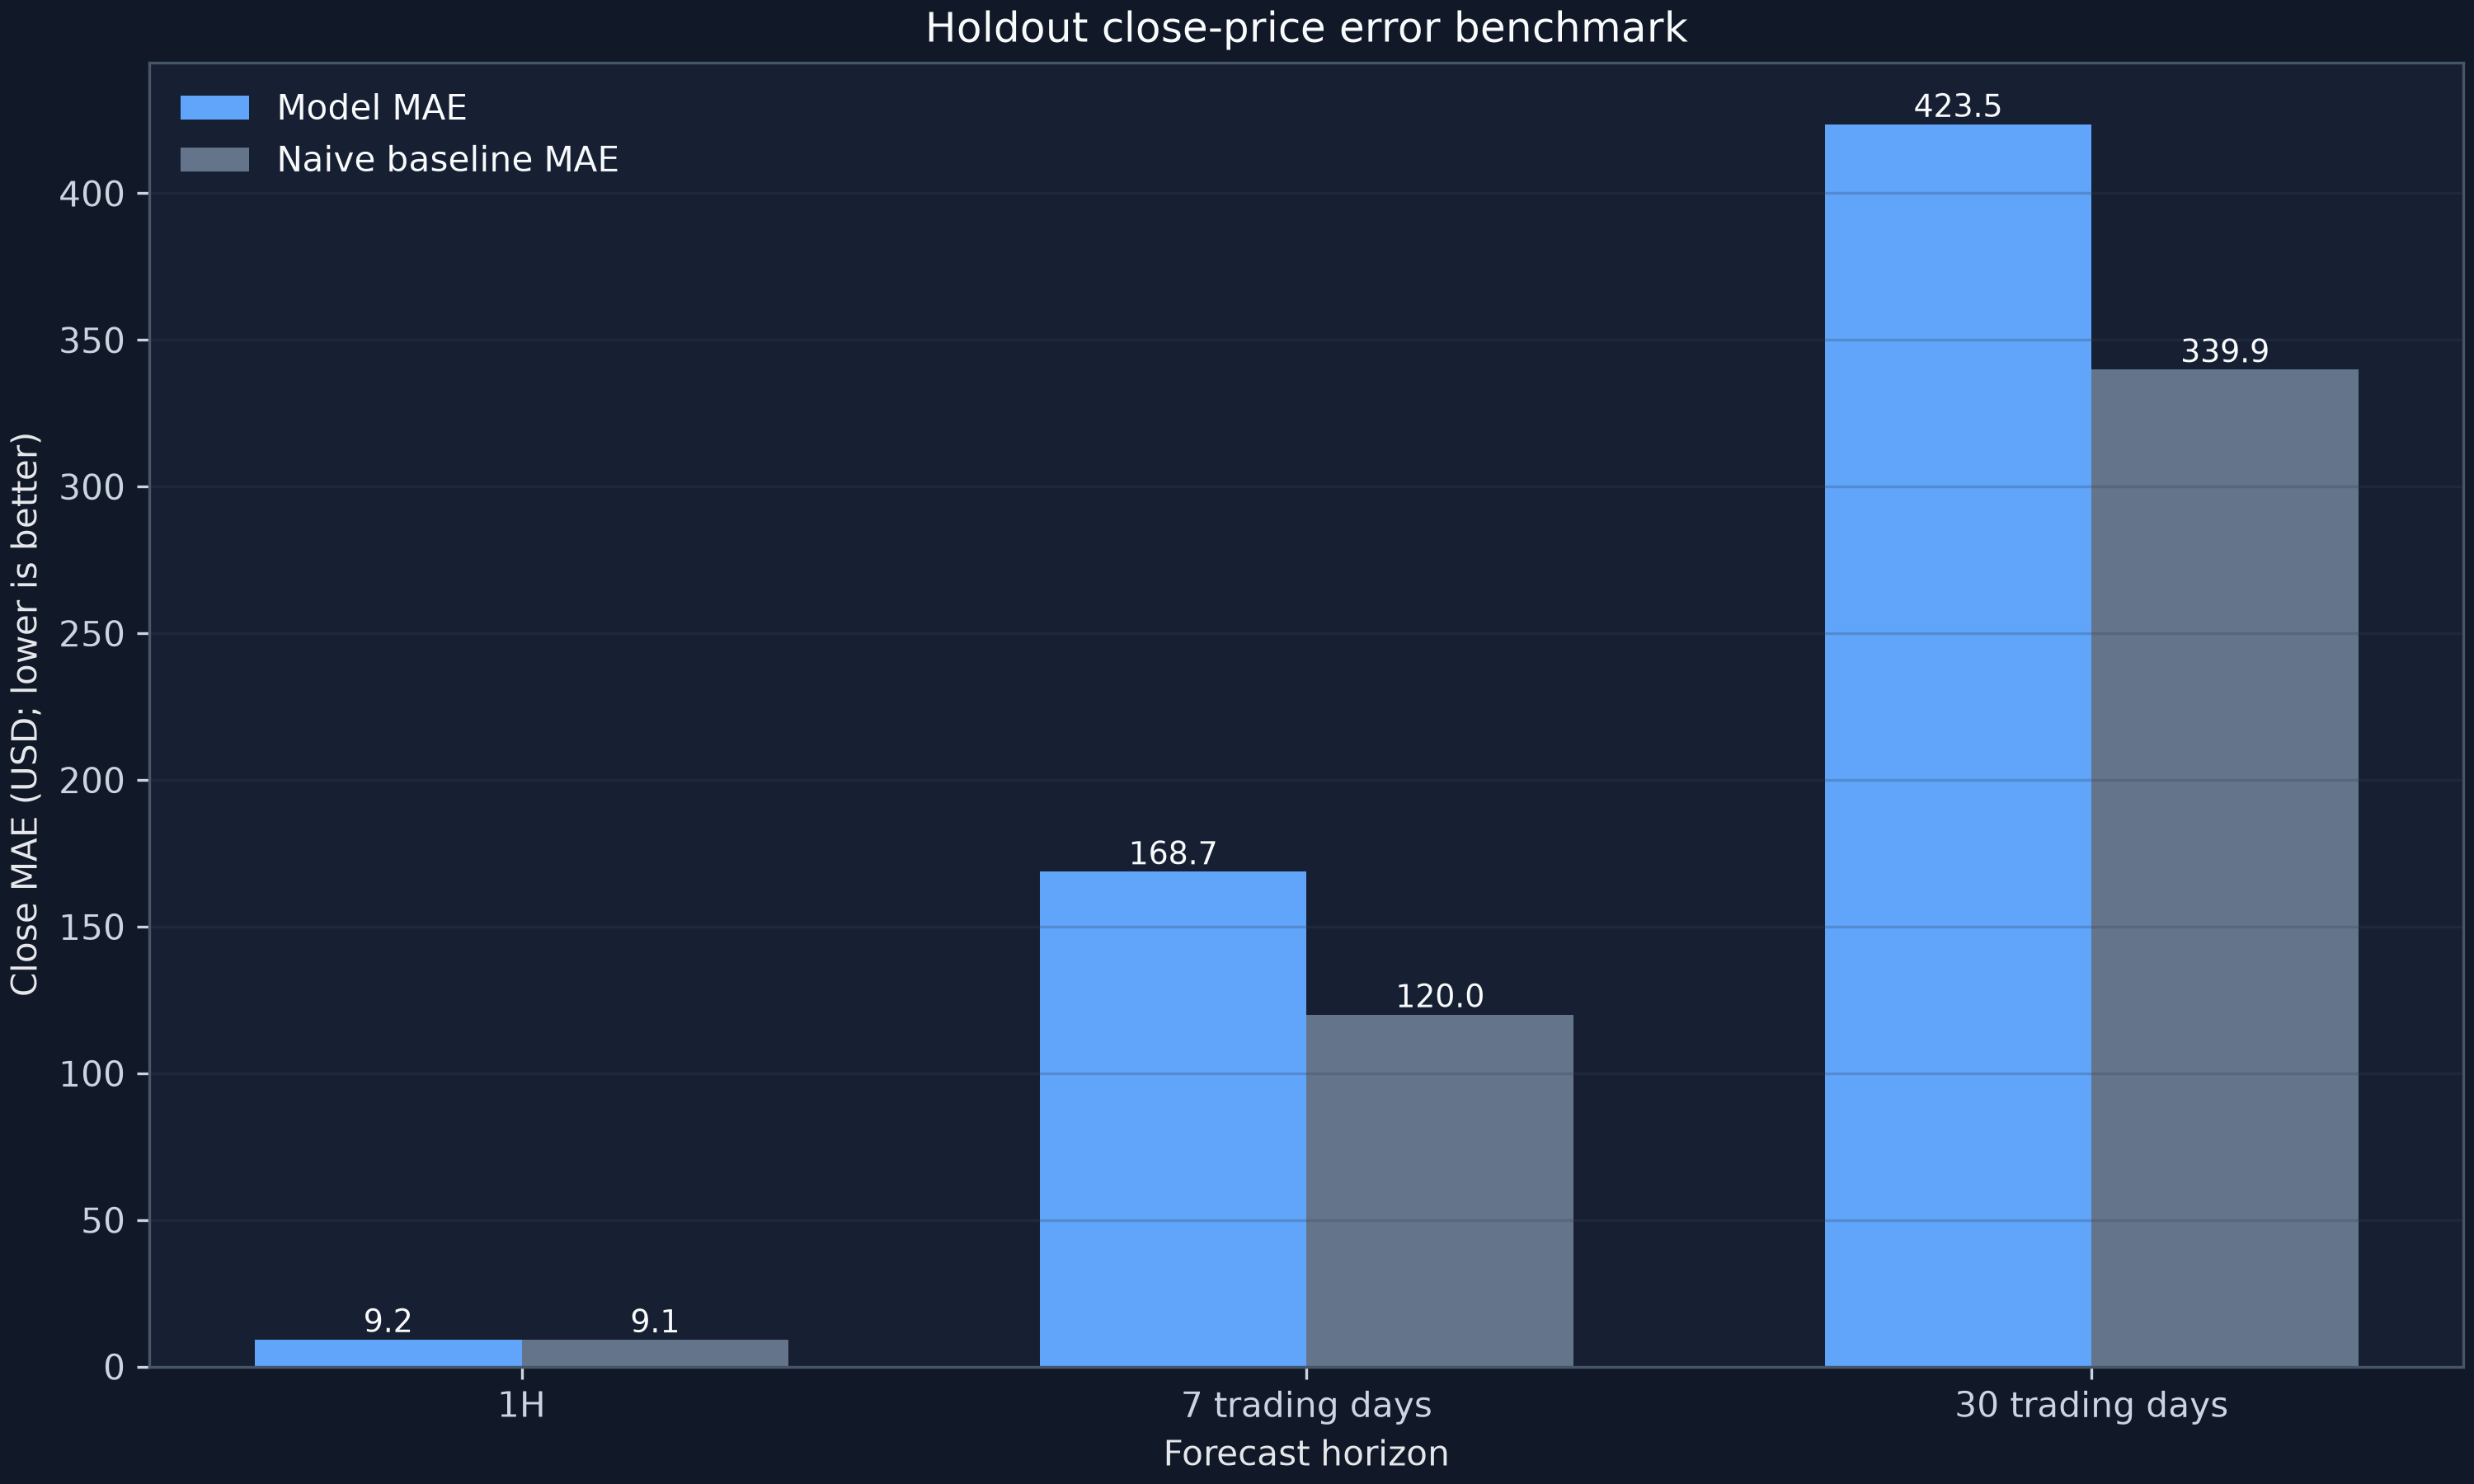 Holdout close-price error benchmark
Model MAE
Naive baseline MAE
Close MAE (USD; lower is better)
400
350
300
250
200
150
100
50
0
423.5
339.9
168.7
120.0
9.2
9.1
1H
7 trading days
30 trading days
Forecast horizon